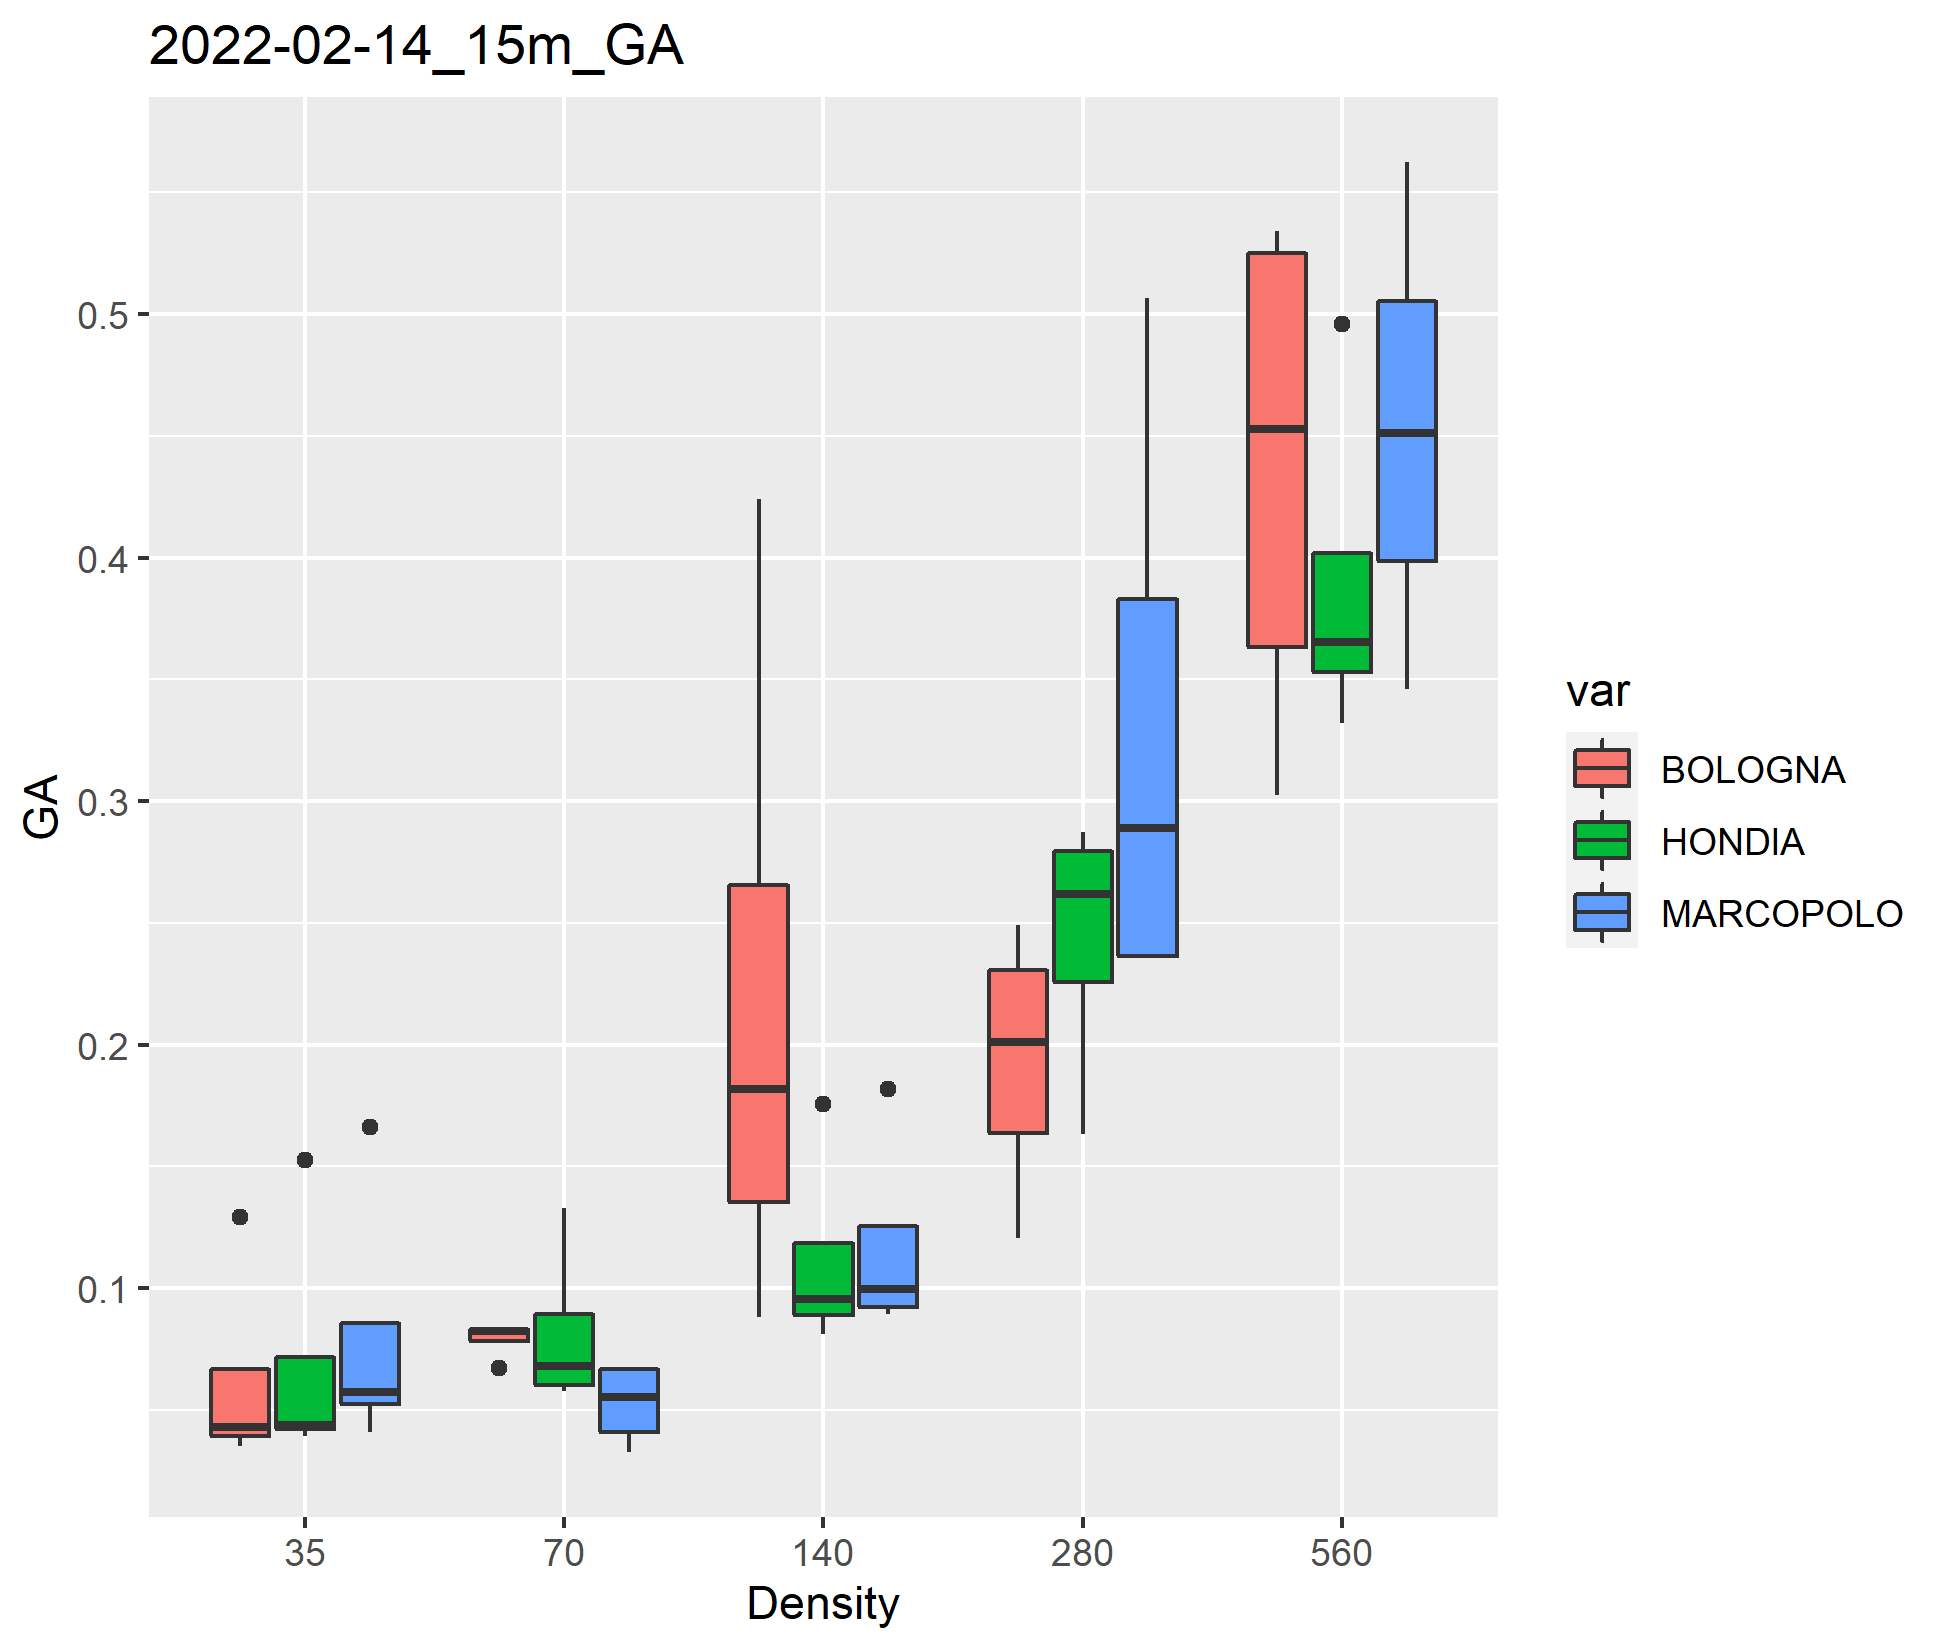 2022-02-14_15m_GA
GA
0.5
0.4
0.3
0.2
0.1
35 70 140 280 560
Density
var
BOLOGNA
HONDIA
MARCOPOLO